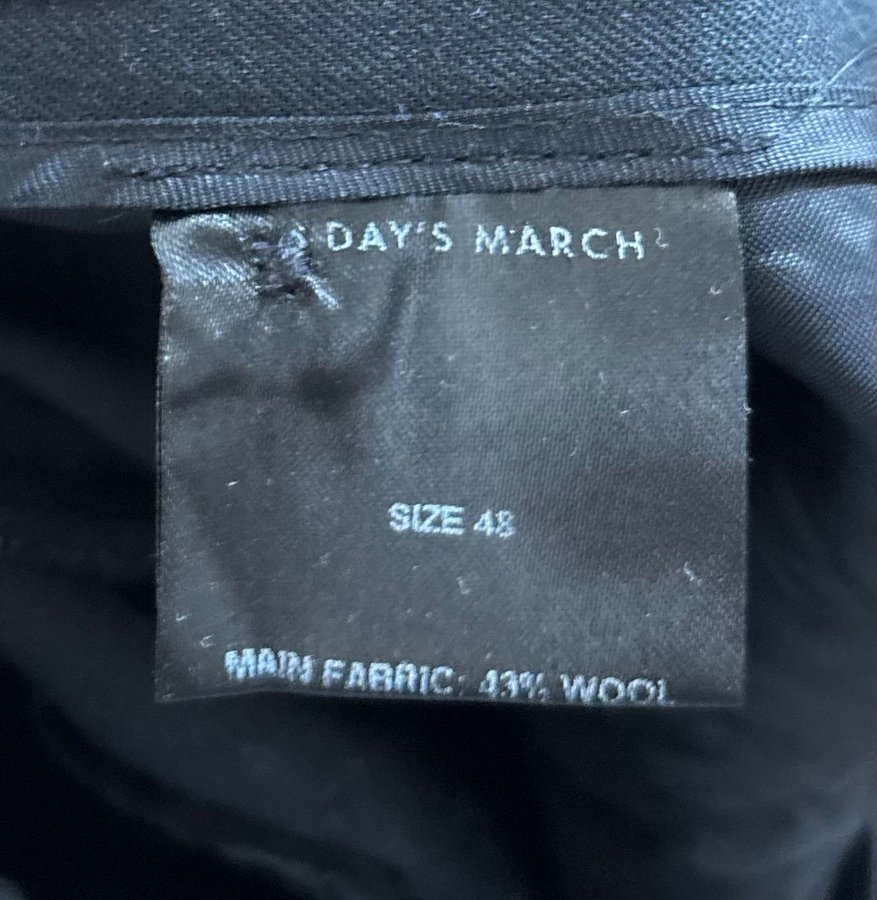 A DAY'S MARCH
SIZE 48
MAIN FABRIC: 43% WOOL